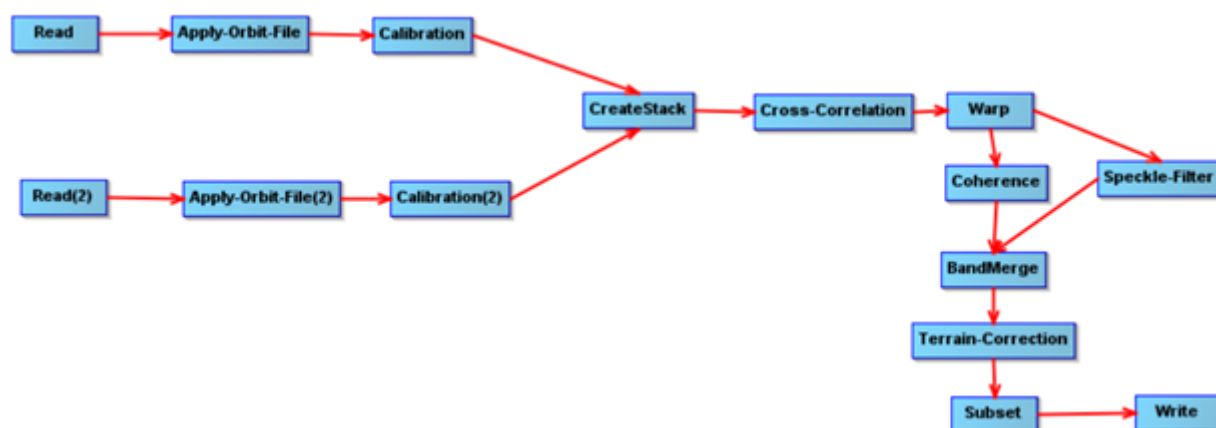 Read
Apply-Orbit-File
Calibration
CreateStack
Cross-Correlation
Warp
Read(2)
Apply-Orbit-File(2)
Calibration(2)
Coherence
Speckle-Filter
BandMerge
Terrain-Correction
Subset
Write